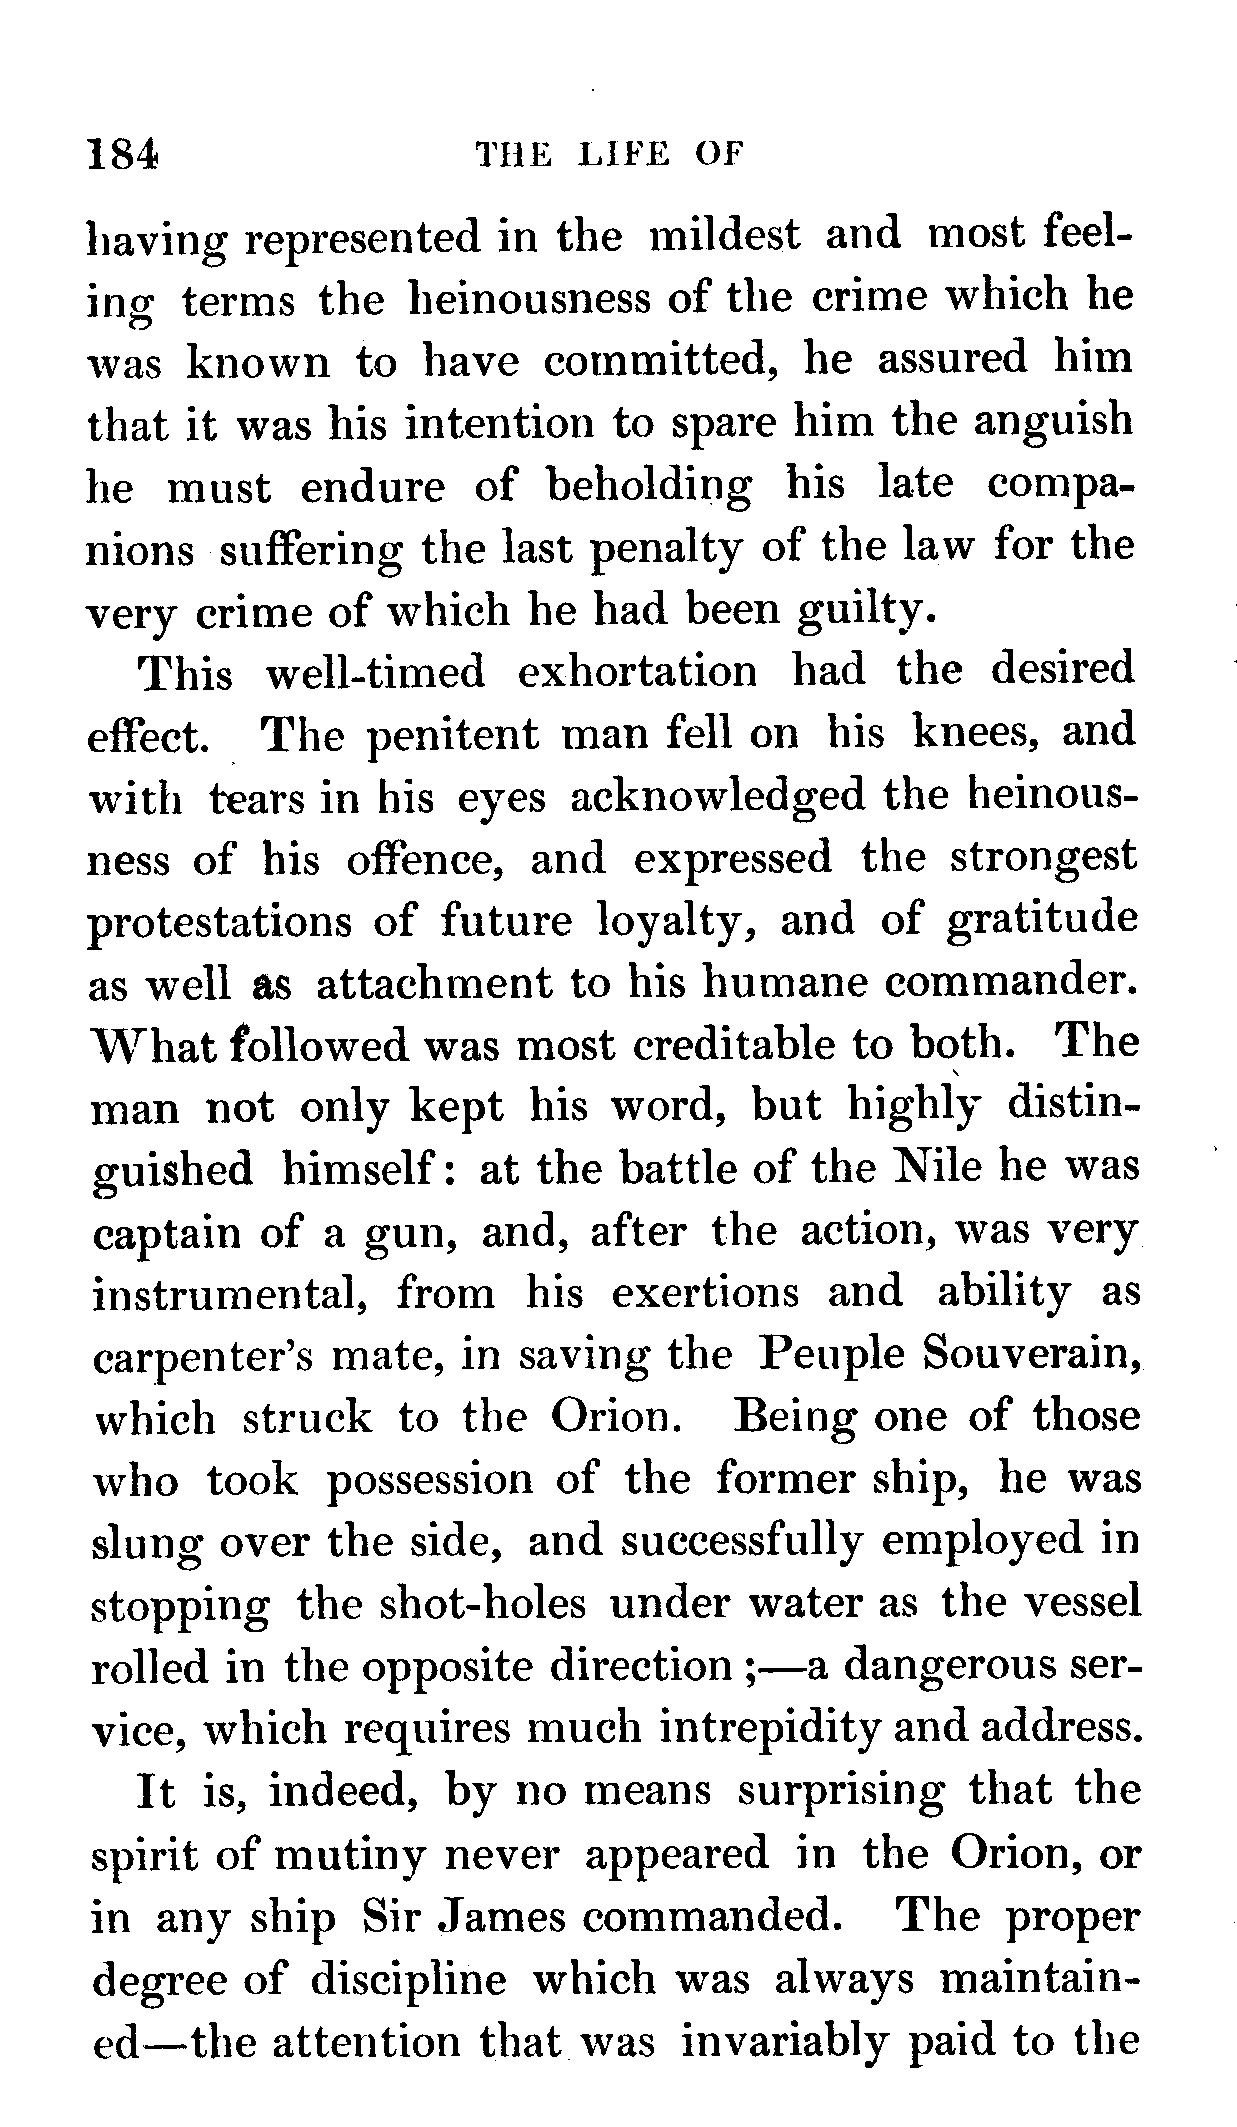 184 THE LIFE OF
having represented in the mildest and most feel-
ing terms the heinousness of the crime which he
was known to have committed, he assured him
that it was his intention to spare him the anguish
he must endure of beholding his late compa-
nions suffering the last penalty of the law for the
very crime of which he had been guilty.
This well-timed exhortation had the desired
effect. The penitent man fell on his knees, and
with tears in his eyes acknowledged the heinous-
ness of his offence, and expressed the strongest
protestations of future loyalty, and of gratitude
as well as attachment to his humane commander.
What followed was most creditable to both. The
man not only kept his word, but highly distin-
guished himself: at the battle of the Nile he was
captain of a gun, and, after the action, was very
instrumental, from his exertions and ability as
carpenter's mate, in saving the Peuple Souverain,
which struck to the Orion. Being one of those
who took possession of the former ship, he was
slung over the side, and successfully employed in
stopping the shot-holes under water as the vessel
rolled in the opposite direction;—a dangerous ser-
vice, which requires much intrepidity and address.
It is, indeed, by no means surprising that the
spirit of mutiny never appeared in the Orion, or
in any ship Sir James commanded. The proper
degree of discipline which was always maintain-
ed—the attention that was invariably paid to the